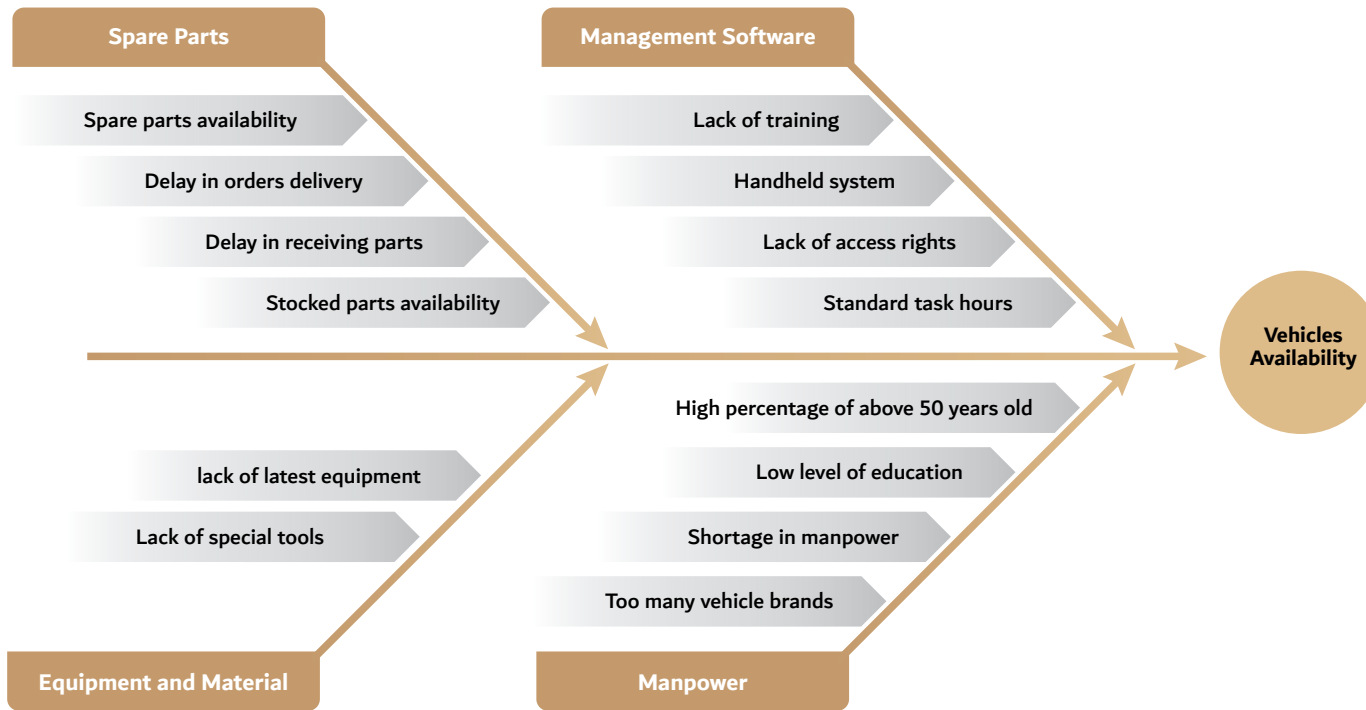 Spare Parts
Spare parts availability
Delay in orders delivery
Delay in receiving parts
Stocked parts availability
Management Software
Lack of training
Handheld system
Lack of access rights
Standard task hours
Vehicles
Availability
lack of latest equipment
Lack of special tools
Equipment and Material
High percentage of above 50 years old
Low level of education
Shortage in manpower
Too many vehicle brands
Manpower